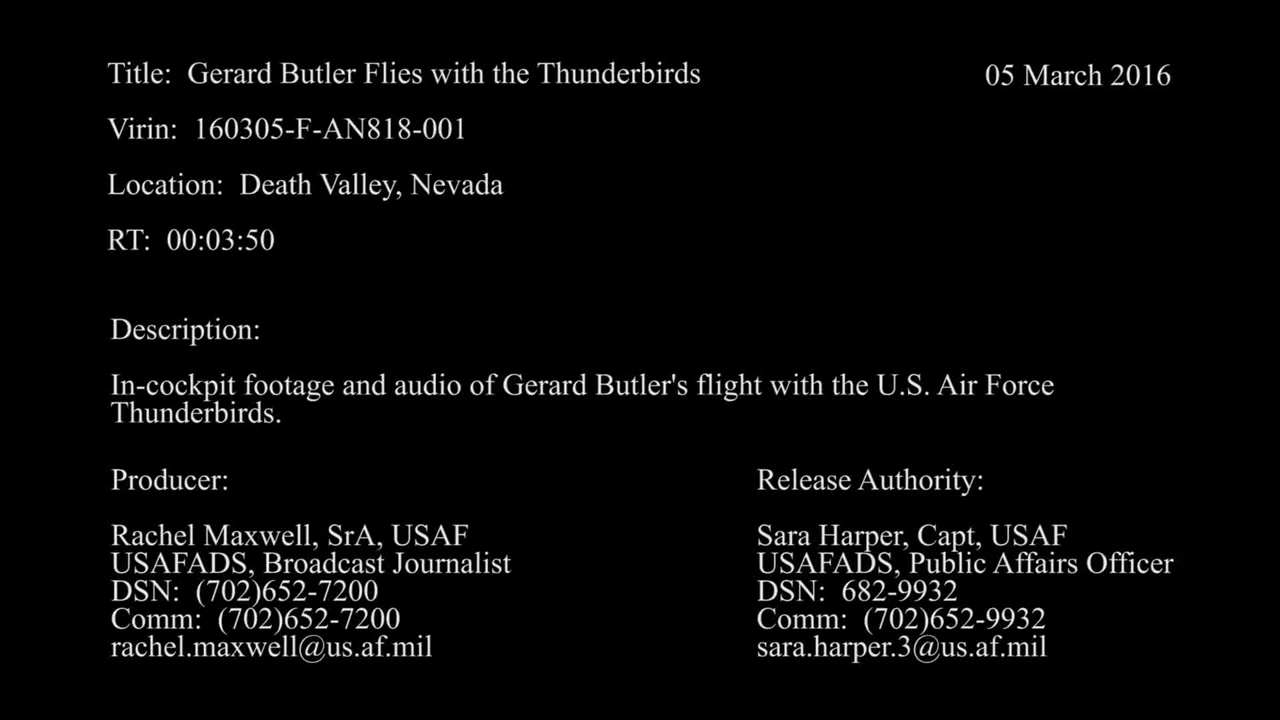 Title:  Gerard Butler Flies with the Thunderbirds
05 March 2016
Virin:  160305-F-AN818-001
Location:  Death Valley, Nevada
RT:  00:03:50
Description:
In-cockpit footage and audio of Gerard Butler's flight with the U.S. Air Force
Thunderbirds.
Producer:
Rachel Maxwell, SrA, USAF
USAFADS, Broadcast Journalist
DSN:  (702)652-7200
Comm:  (702)652-7200
rachel.maxwell@us.af.mil
Release Authority:
Sara Harper, Capt, USAF
USAFADS, Public Affairs Officer
DSN:  682-9932
Comm:  (702)652-9932
sara.harper.3@us.af.mil